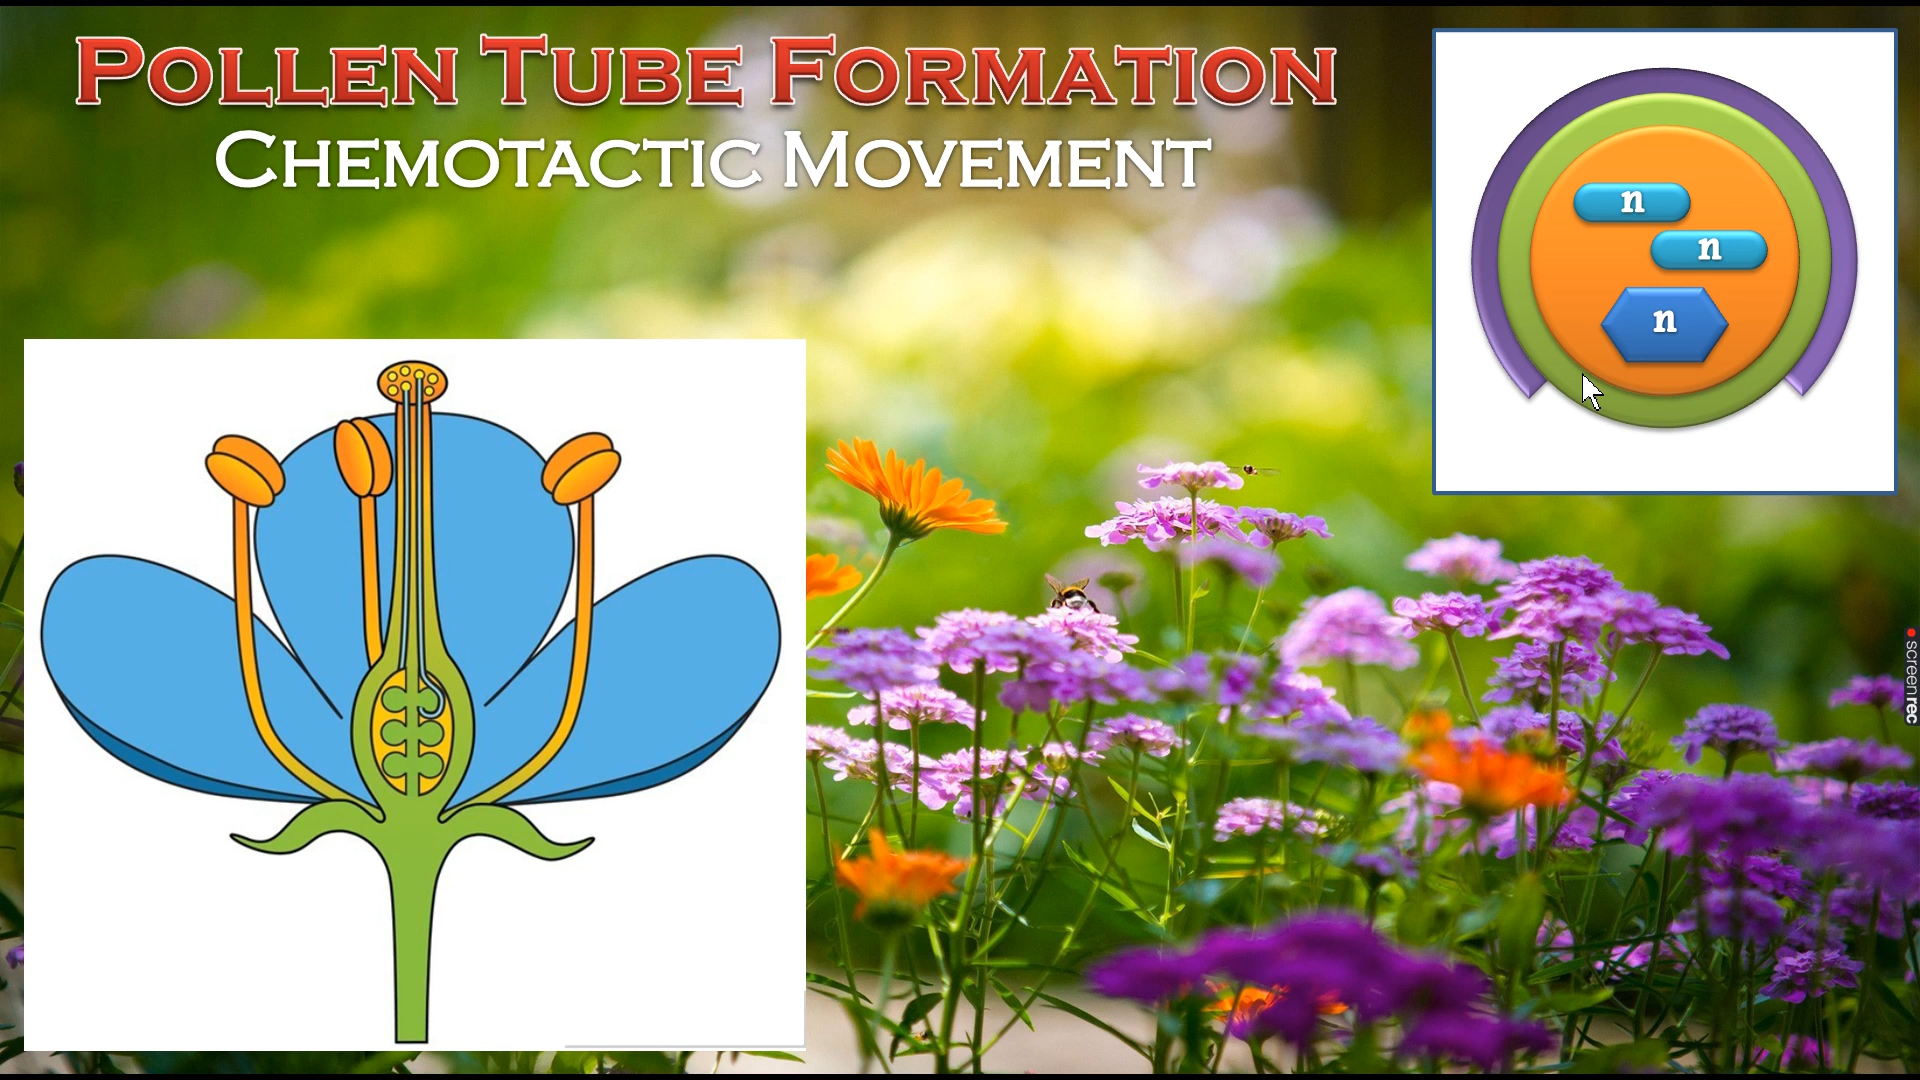 Pollen Tube Formation
Chemotactic Movement
n
n
n
screenrec